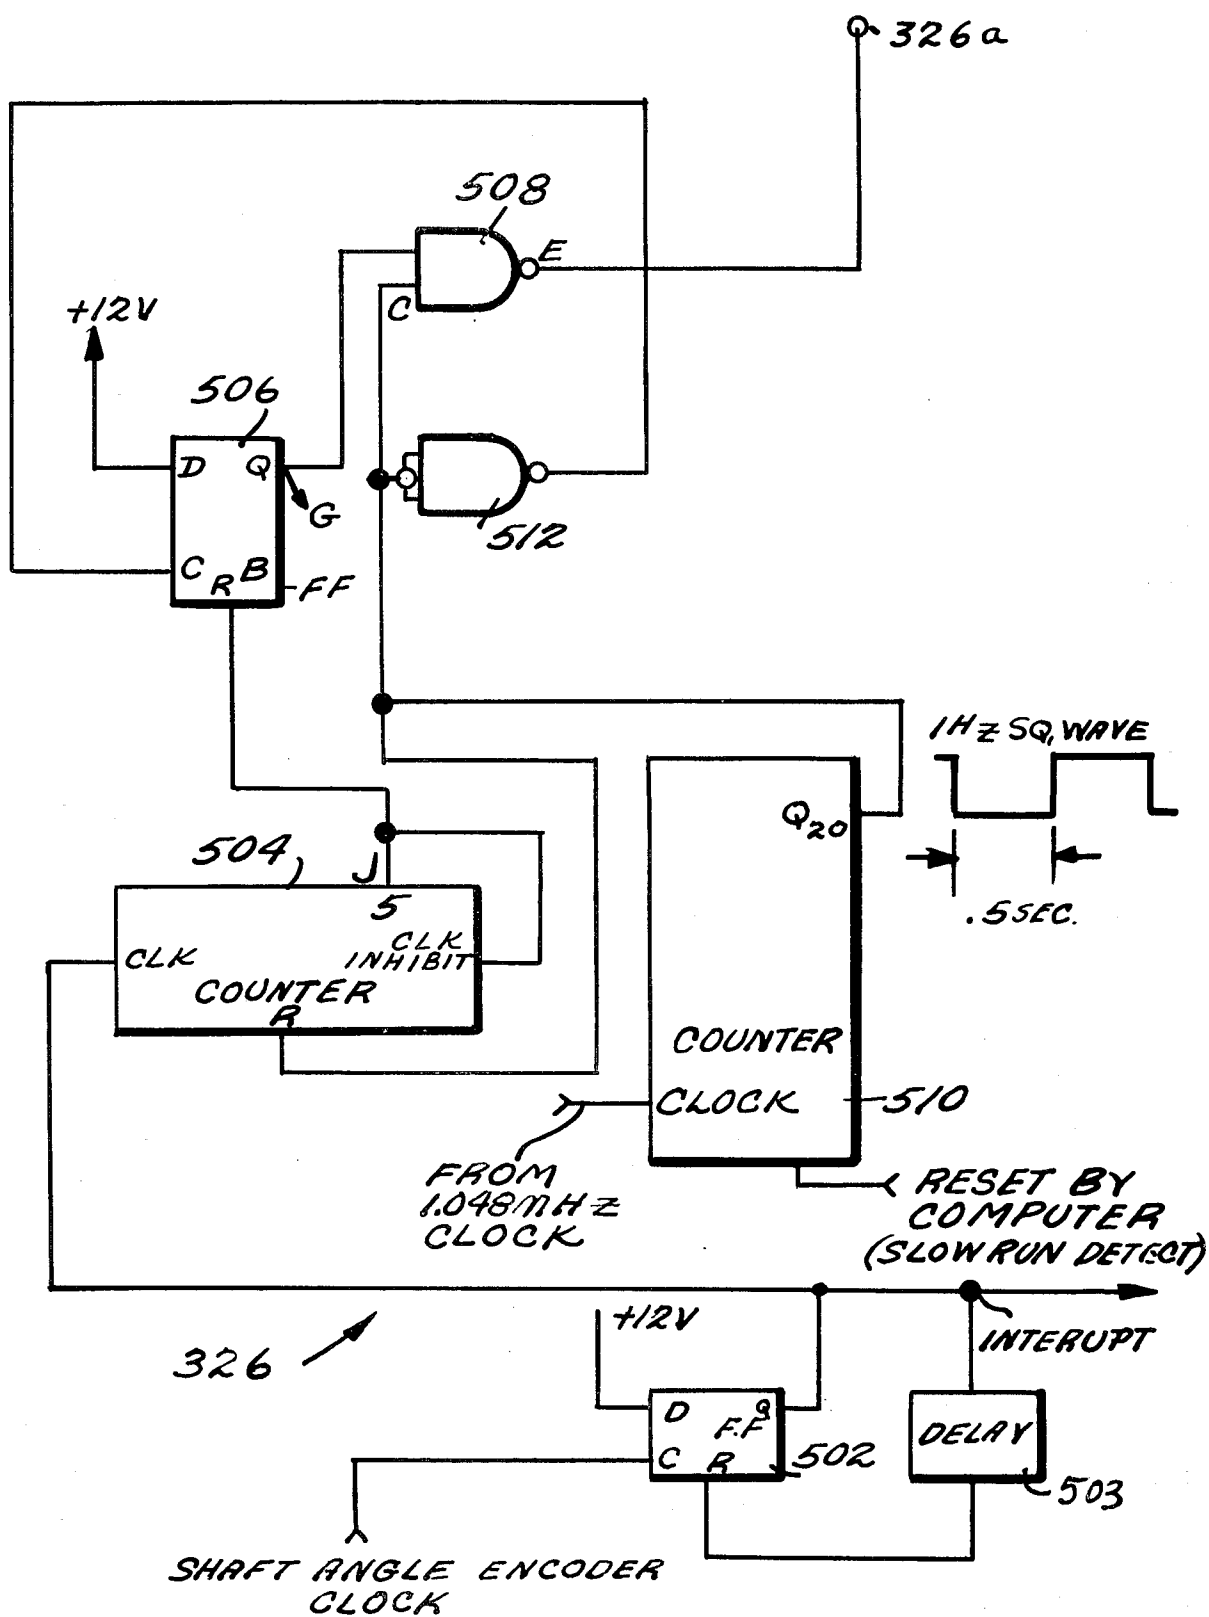 326a
508
E
C
+12V
506
D Q
G
512
C R B
FF
1Hz SQ. WAVE
Q20
504
J
5
.5 SEC.
CLK
CLK
INHIBIT
COUNTER
R
COUNTER
CLOCK
510
FROM
1.048MHZ
CLOCK
RESET BY
COMPUTER
(SLOW RUN DETECT)
+12V
INTERUPT
326
D Q
F.F
C R
502
DELAY
503
SHAFT ANGLE ENCODER
CLOCK